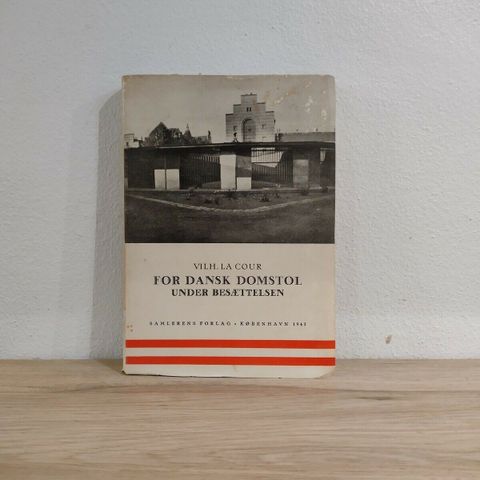 VILH. LA COUR
FOR DANSK DOMSTOL
UNDER BESÆTTELSEN
SAMLERENS FORLAG • KØBENHAVN 1945